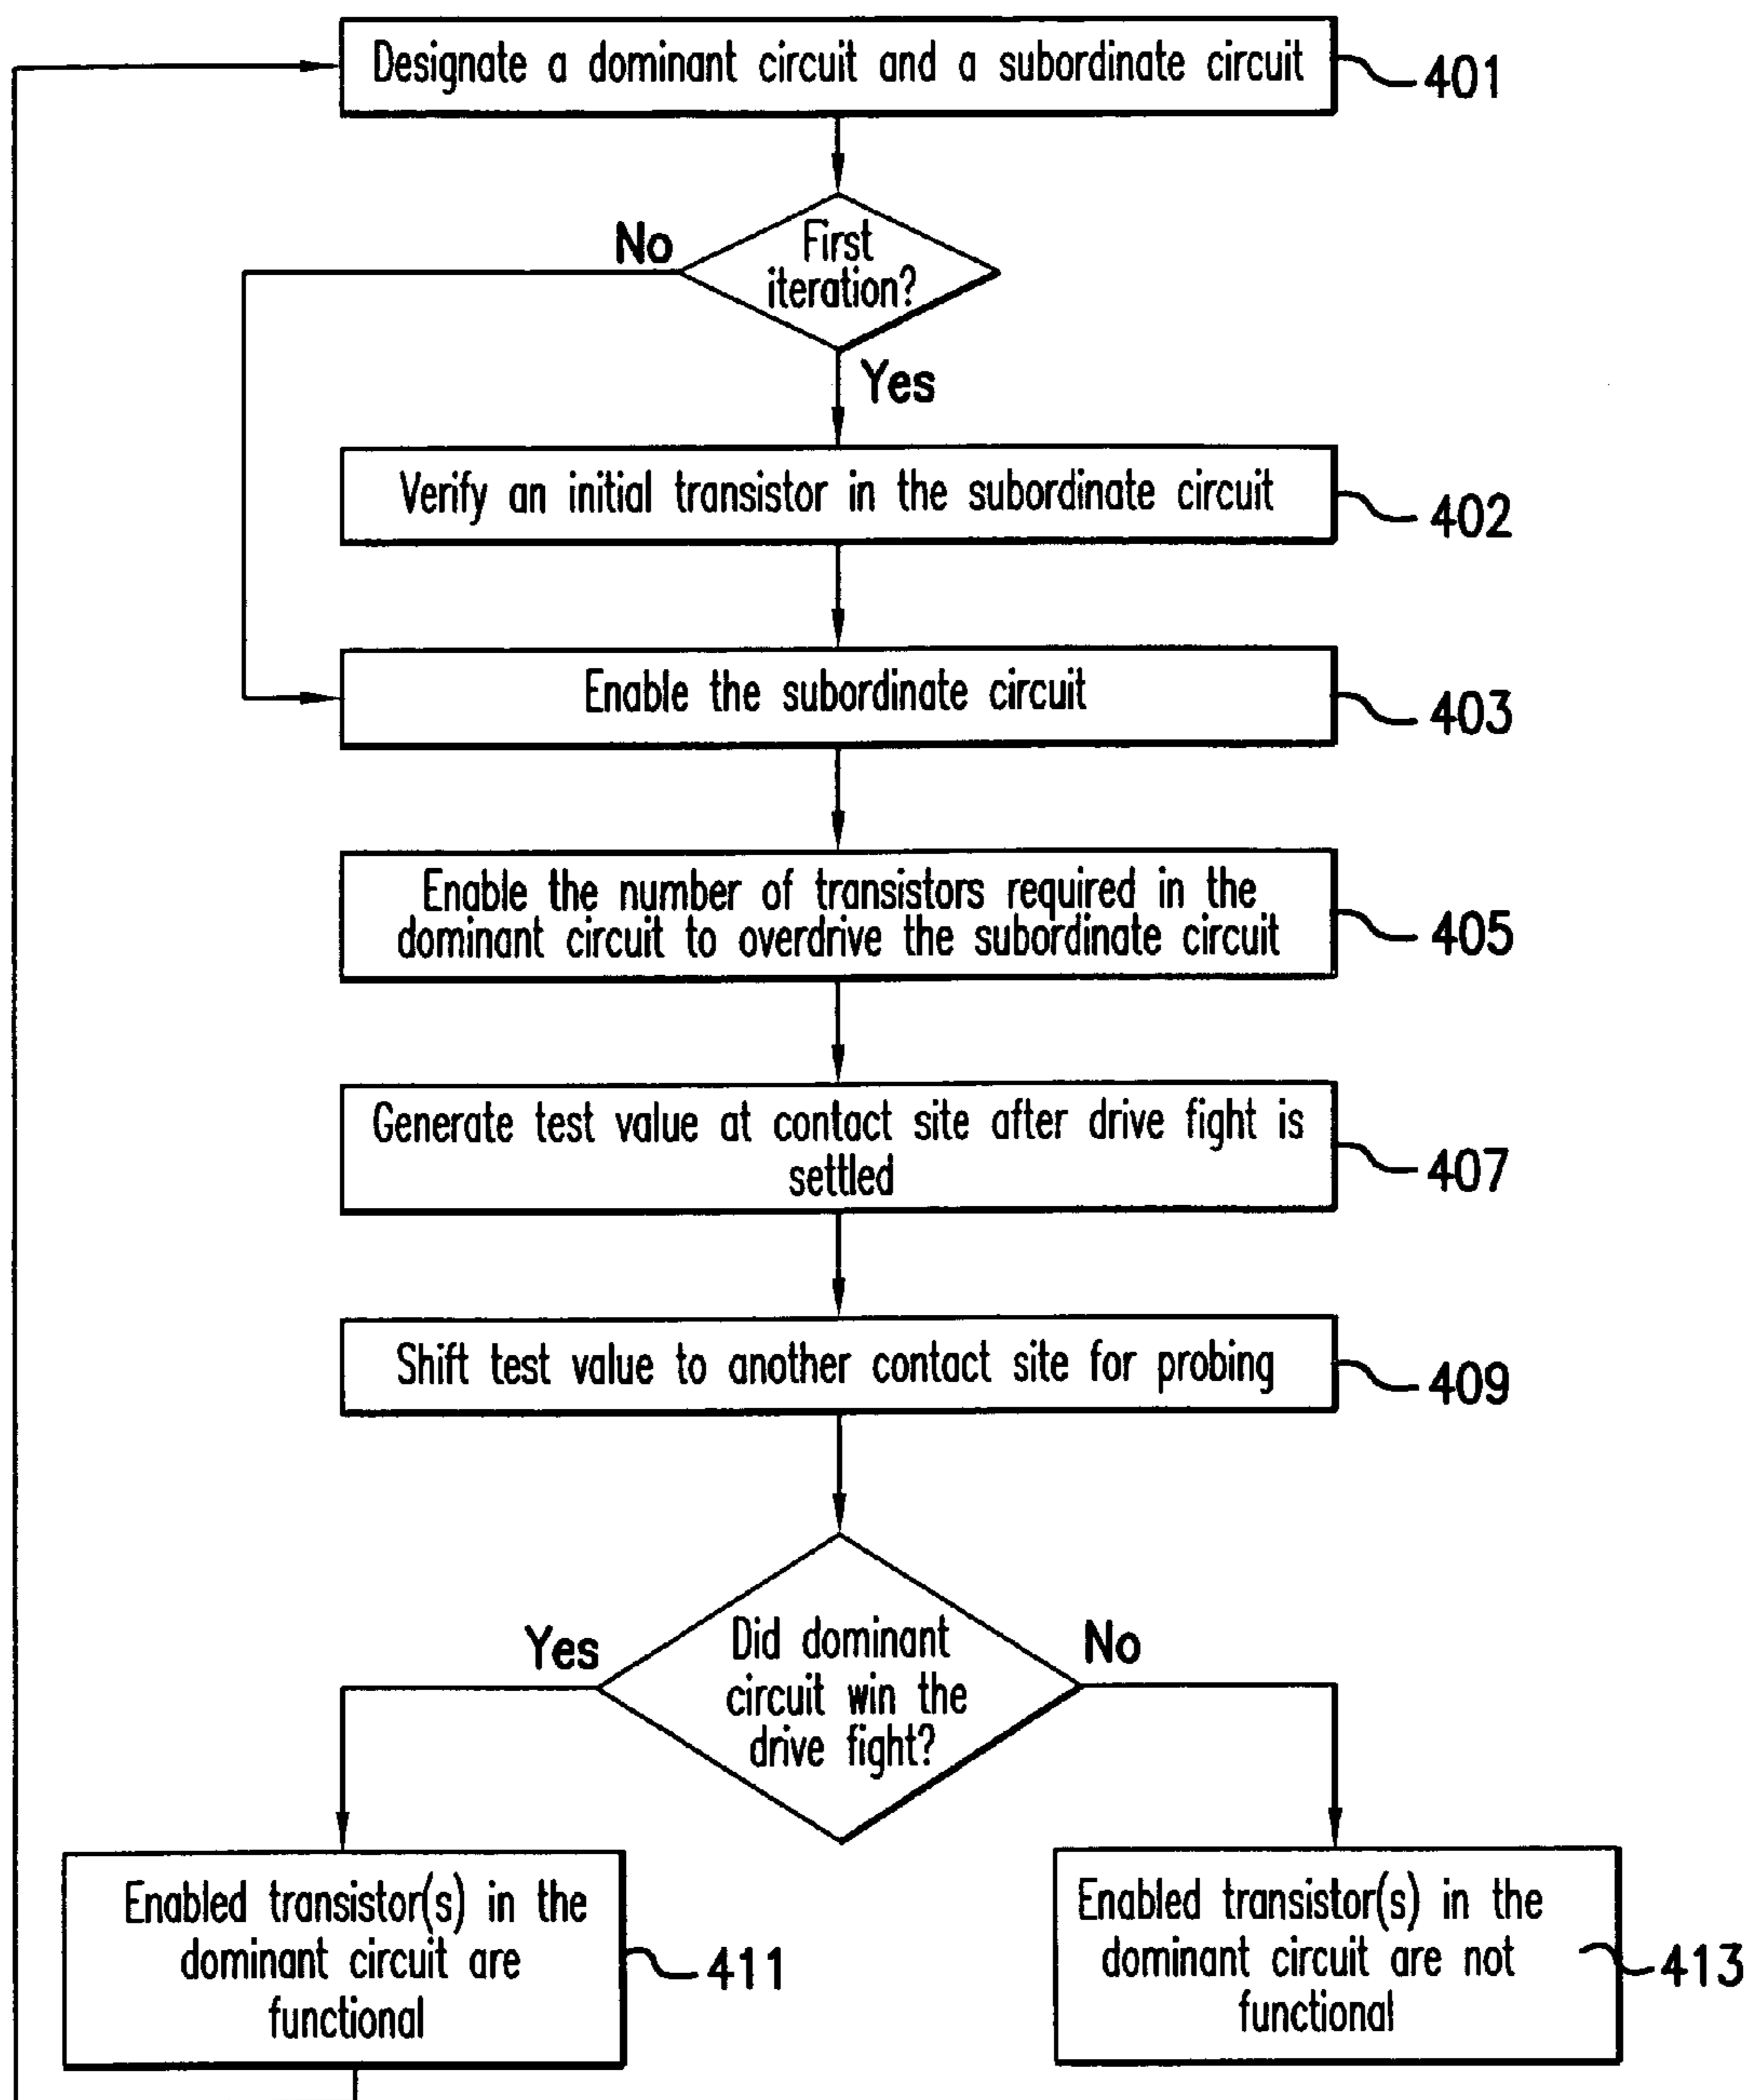 Designate a dominant circuit and a subordinate circuit
401
No
First
iteration?
Yes
Verify an initial transistor in the subordinate circuit
402
Enable the subordinate circuit
403
Enable the number of transistors required in the
dominant circuit to overdrive the subordinate circuit
405
Generate test value at contact site after drive fight is
settled
407
Shift test value to another contact site for probing
409
Yes
Did dominant
circuit win the
drive fight?
No
Enabled transistor(s) in the
dominant circuit are
functional
411
Enabled transistor(s) in the
dominant circuit are not
functional
413